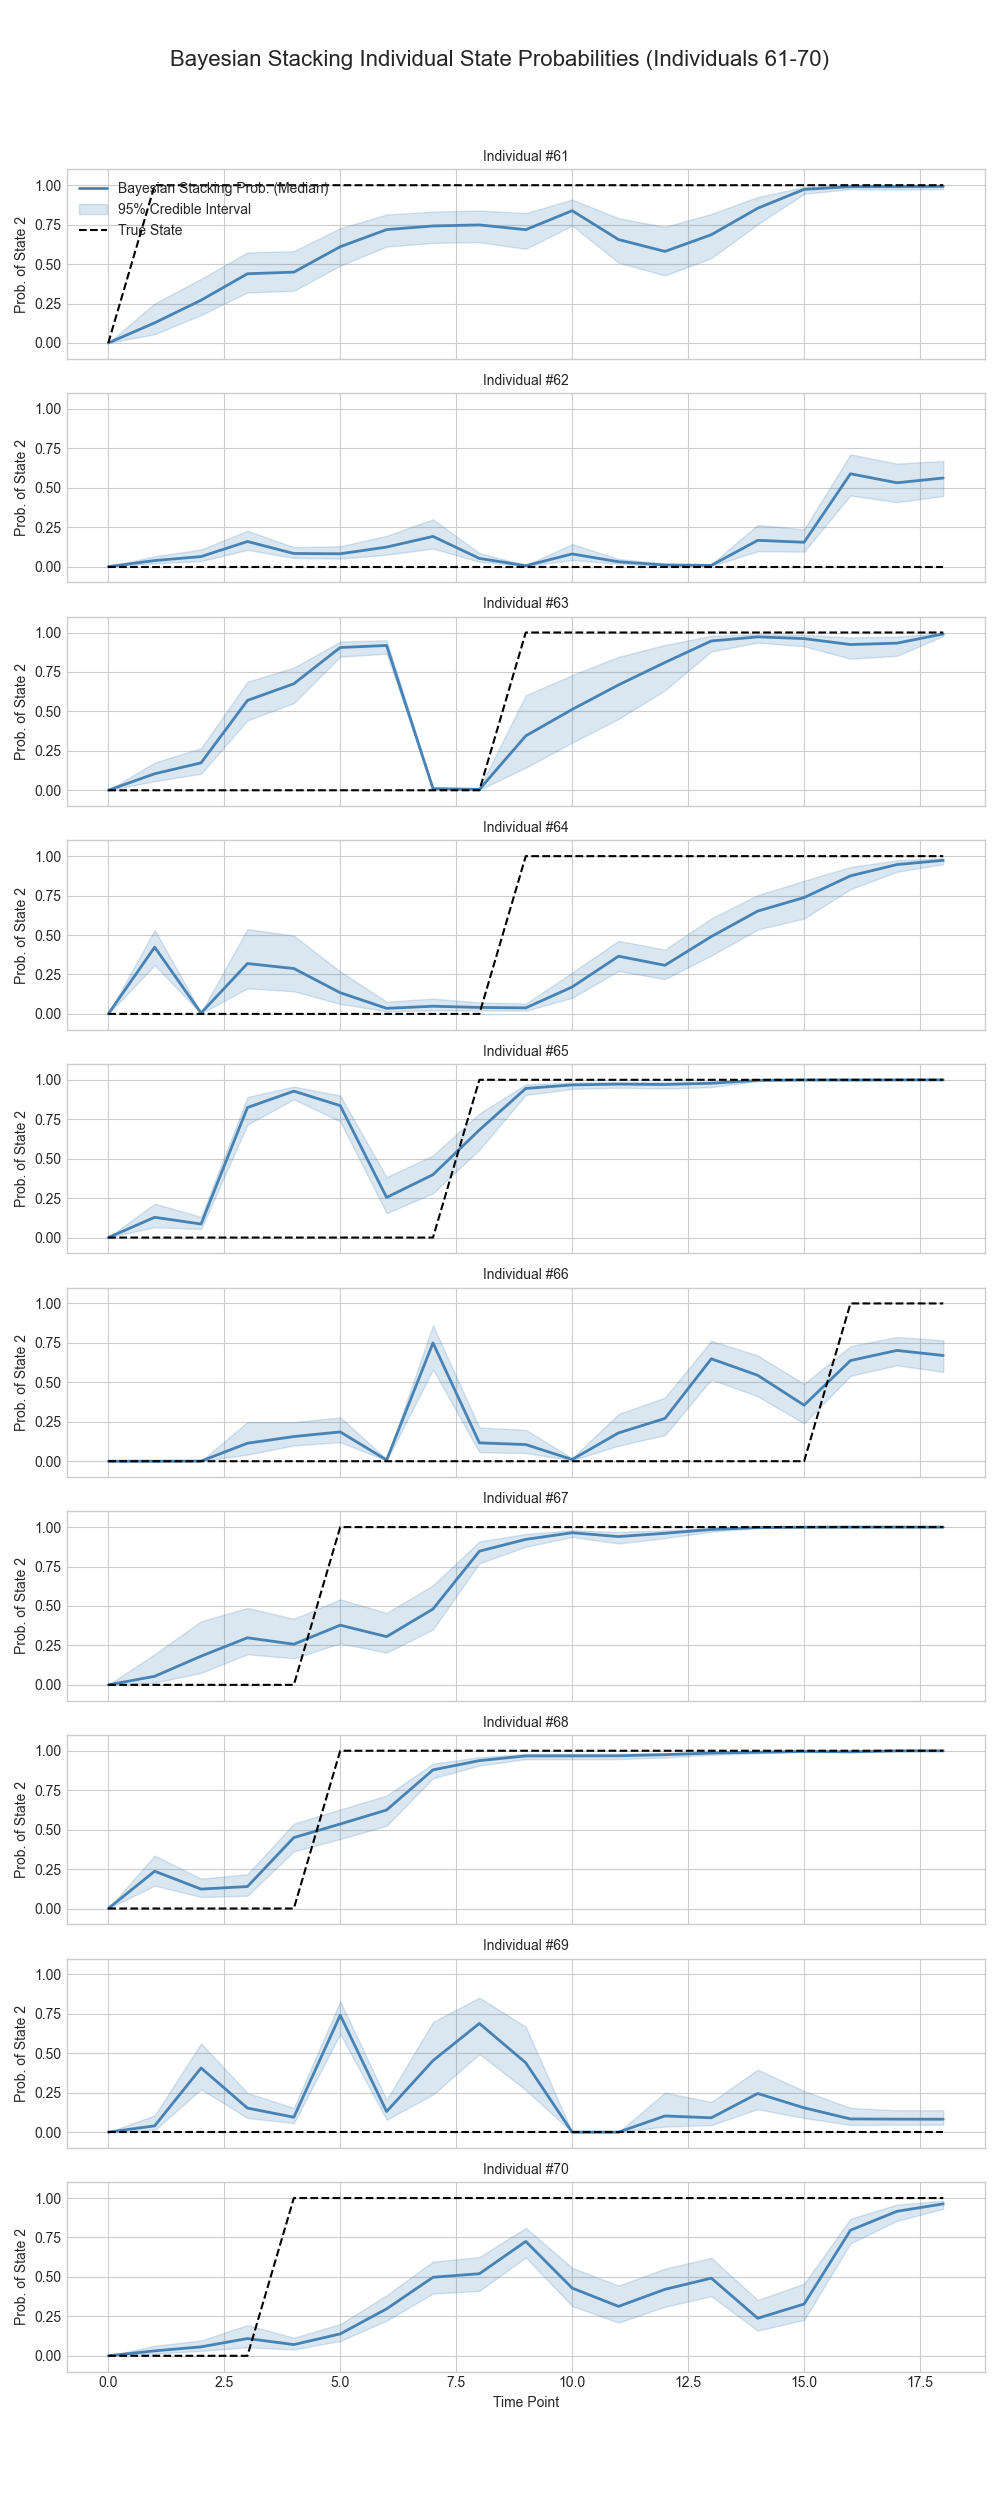 Bayesian Stacking Individual State Probabilities (Individuals 61-70)
Individual #61
Bayesian Stacking Prob. (Median)
95% Credible Interval
True State
1.00
0.75
0.50
0.25
0.00
Prob. of State 2
Individual #62
1.00
0.75
0.50
0.25
0.00
Prob. of State 2
Individual #63
1.00
0.75
0.50
0.25
0.00
Prob. of State 2
Individual #64
1.00
0.75
0.50
0.25
0.00
Prob. of State 2
Individual #65
1.00
0.75
0.50
0.25
0.00
Prob. of State 2
Individual #66
1.00
0.75
0.50
0.25
0.00
Prob. of State 2
Individual #67
1.00
0.75
0.50
0.25
0.00
Prob. of State 2
Individual #68
1.00
0.75
0.50
0.25
0.00
Prob. of State 2
Individual #69
1.00
0.75
0.50
0.25
0.00
Prob. of State 2
Individual #70
1.00
0.75
0.50
0.25
0.00
Prob. of State 2
0.0 2.5 5.0 7.5 10.0 12.5 15.0 17.5
Time Point